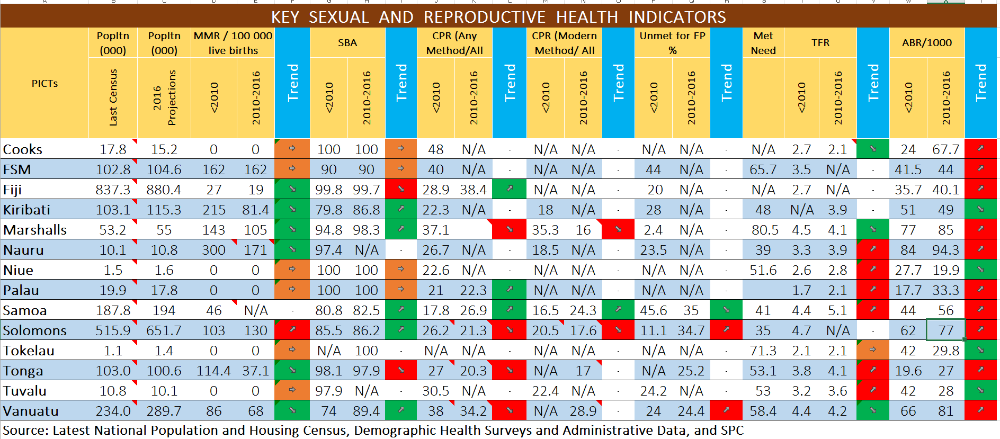 KEY SEXUAL AND REPRODUCTIVE HEALTH INDICATORS
PICTs
Popltn (000) Popltn (000) MMR / 100 000 live births Trend SBA Trend CPR (Any Method/All Trend CPR (Modern Method/ All Trend Unmet for FP % Trend Met Need TFR Trend ABR/1000 Trend
Last Census 2016 Projections <2010 2010-2016 <2010 2010-2016 <2010 2010-2016 <2010 2010-2016 <2010 2010-2016 <2010 2010-2016 <2010 2010-2016
Cooks 17.8 15.2 0 0 100 100 48 N/A - N/A N/A - N/A N/A - N/A 2.7 2.1 24 67.7
FSM 102.8 104.6 162 162 90 90 40 N/A - N/A N/A - 44 N/A - 65.7 3.5 N/A - 41.5 44
Fiji 837.3 880.4 27 19 99.8 99.7 28.9 38.4 N/A N/A - 20 N/A - N/A 2.7 N/A - 35.7 40.1
Kiribati 103.1 115.3 215 81.4 79.8 86.8 22.3 N/A - 18 N/A - 28 N/A - 48 N/A 3.9 - 51 49
Marshalls 53.2 55 143 105 94.8 98.3 37.1 35.3 16 2.4 N/A - 80.5 4.5 4.1 77 85
Nauru 10.1 10.8 300 171 97.4 N/A - 26.7 N/A - 18.5 N/A - 23.5 N/A - 39 3.3 3.9 84 94.3
Niue 1.5 1.6 0 0 100 100 22.6 N/A - N/A N/A - N/A N/A - 51.6 2.6 2.8 27.7 19.9
Palau 19.9 17.8 0 0 100 100 21 22.3 N/A N/A - N/A N/A - 1.7 2.1 17.7 33.3
Samoa 187.8 194 46 N/A - 80.8 82.5 17.8 26.9 16.5 24.3 45.6 35 41 4.4 5.1 44 56
Solomons 515.9 651.7 103 130 85.5 86.2 26.2 21.3 20.5 17.6 11.1 34.7 35 4.7 N/A - 62 77
Tokelau 1.1 1.4 0 0 N/A 100 - N/A N/A - N/A N/A - N/A N/A - 71.3 2.1 2.1 42 29.8
Tonga 103.0 100.6 114.4 37.1 98.1 97.9 27 20.3 N/A 17 - N/A 25.2 - 53.1 3.8 4.1 19.6 27
Tuvalu 10.8 10.1 0 0 97.9 N/A - 30.5 N/A - 22.4 N/A - 24.2 N/A - 53 3.2 3.6 42 28
Vanuatu 234.0 289.7 86 68 74 89.4 38 34.2 N/A 28.9 - 24 24.4 58.4 4.4 4.2 66 81
Source: Latest National Population and Housing Census, Demographic Health Surveys and Administrative Data, and SPC